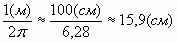 1(м)/2π ≈ 100(см)/6,28 ≈ 15,9(см)